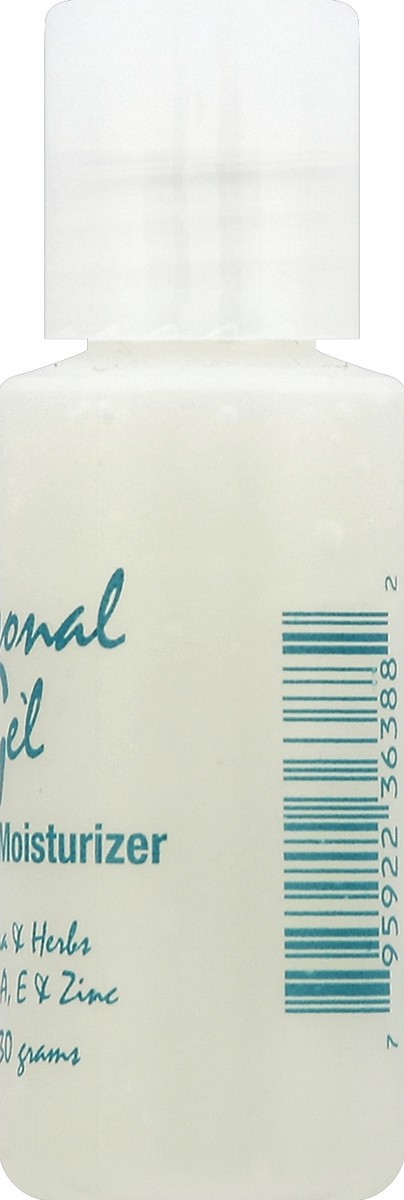 onal
Gel
Moisturizer
a & Herbs
A, E & Zinc
30 grams
7 95922 36388 2